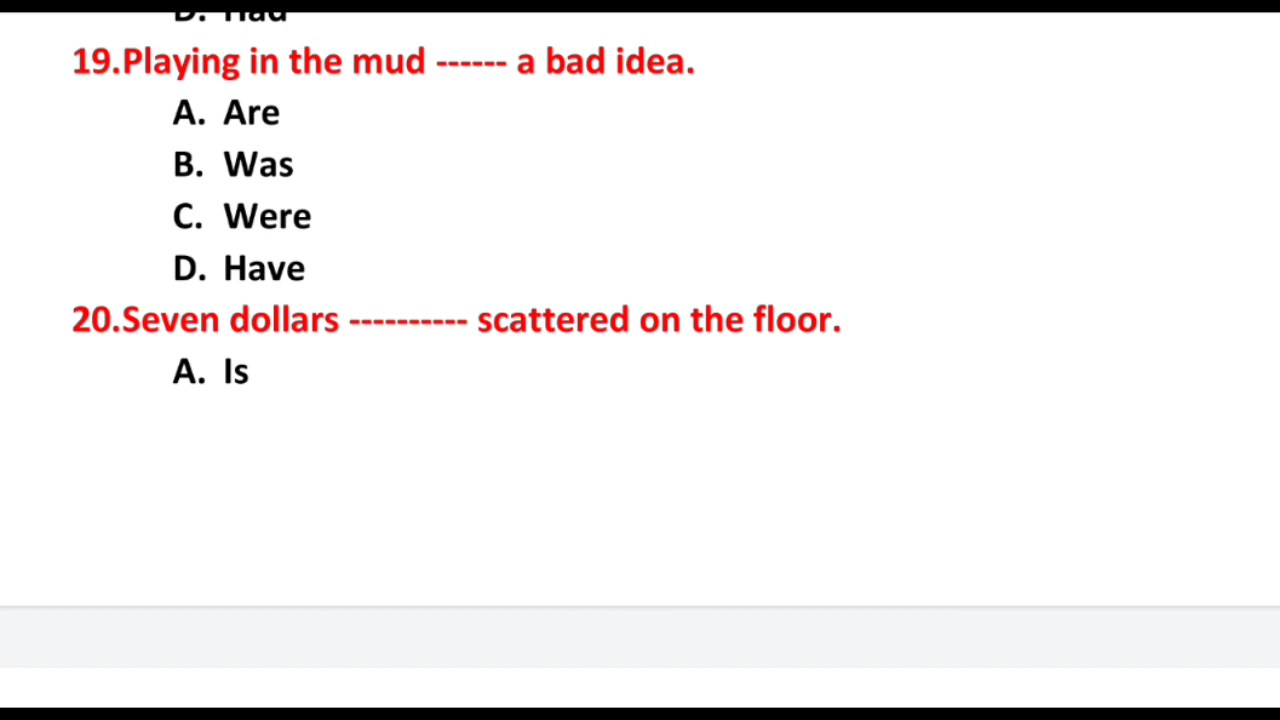 D. Had
19.Playing in the mud ------ a bad idea.
A. Are
B. Was
C. Were
D. Have
20.Seven dollars ---------- scattered on the floor.
A. Is